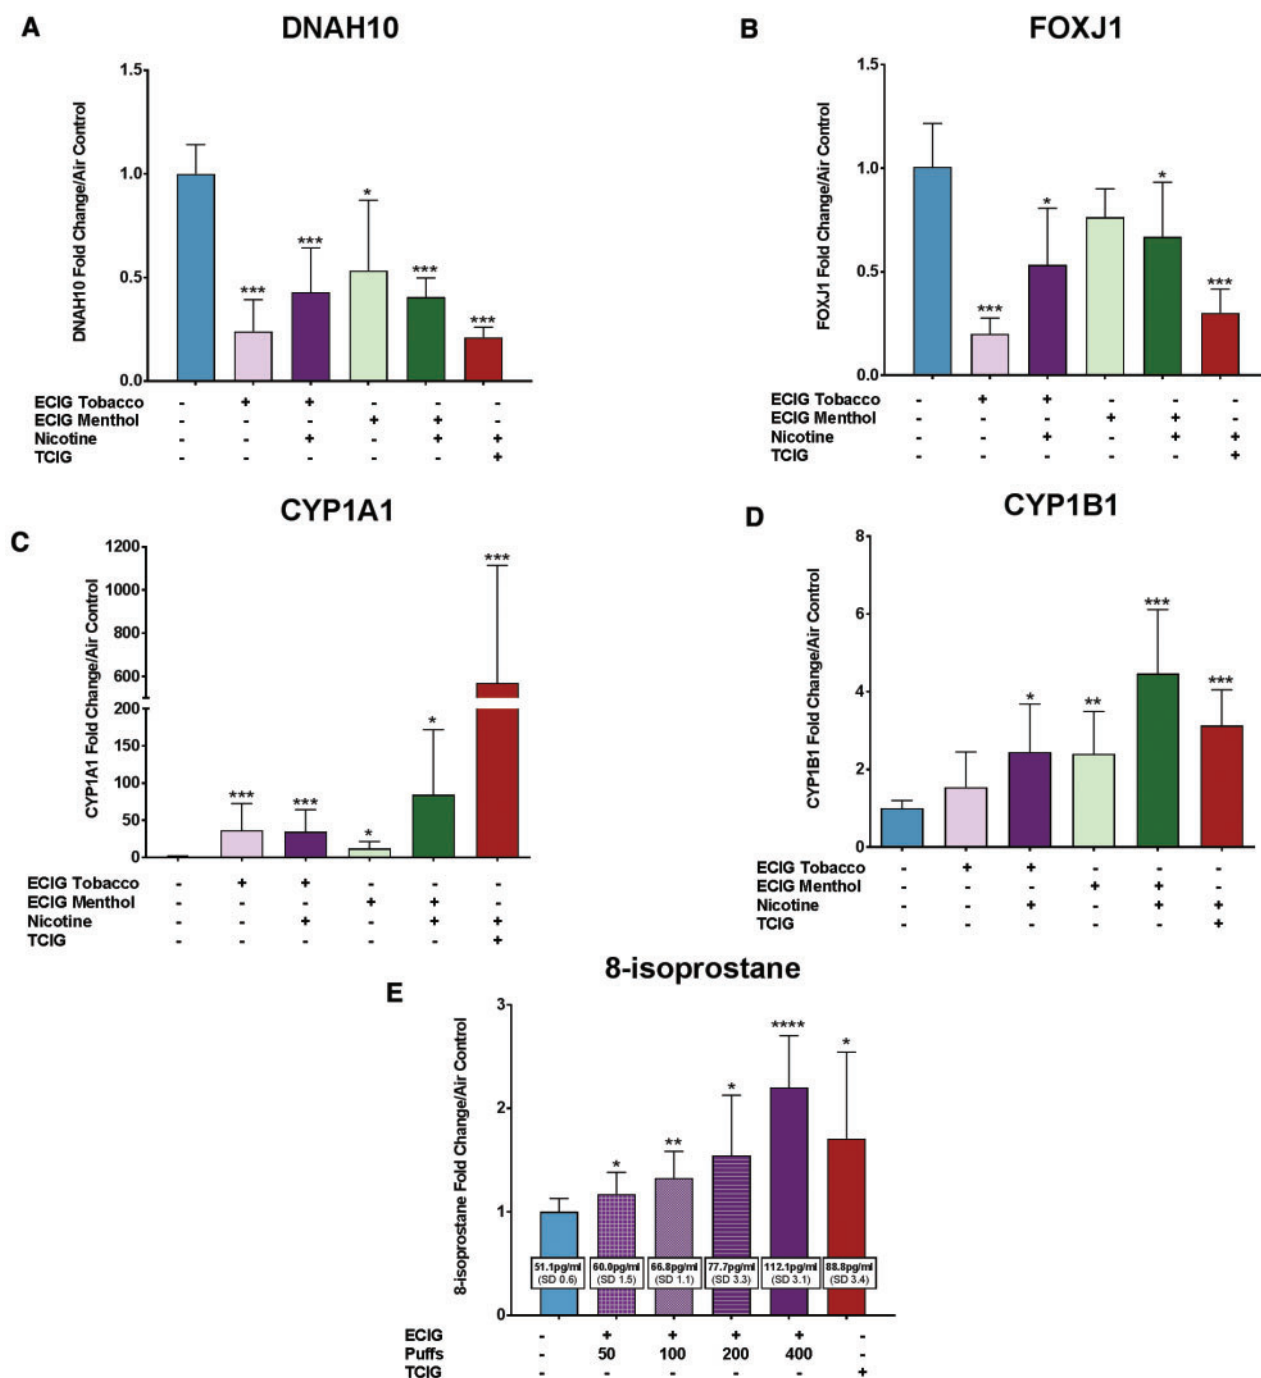 A
DNAH10
DNAH10 Fold Change/Air Control
1.5
1.0
0.5
0.0
***
***
*
***
***
ECIG Tobacco - + + - - -
ECIG Menthol - - - + + -
Nicotine - - + - + +
TCIG - - - - - +
B
FOXJ1
FOXJ1 Fold Change/Air Control
1.5
1.0
0.5
0.0
***
*
*
***
ECIG Tobacco - + + - - -
ECIG Menthol - - - + + -
Nicotine - - + - + +
TCIG - - - - - +
C
CYP1A1
CYP1A1 Fold Change/Air Control
1200
1000
800
600
200
150
100
50
0
***
***
*
*
***
ECIG Tobacco - + + - - -
ECIG Menthol - - - + + -
Nicotine - - + - + +
TCIG - - - - - +
D
CYP1B1
CYP1B1 Fold Change/Air Control
8
6
4
2
0
*
**
***
***
ECIG Tobacco - + + - - -
ECIG Menthol - - - + + -
Nicotine - - + - + +
TCIG - - - - - +
E
8-isoprostane
8-isoprostane Fold Change/Air Control
3
2
1
0
*
**
*
****
*
51.1pg/ml
(SD 0.6)
60.0pg/ml
(SD 1.5)
66.8pg/ml
(SD 1.1)
77.7pg/ml
(SD 3.3)
112.1pg/ml
(SD 3.1)
88.8pg/ml
(SD 3.4)
ECIG - + + + + -
Puffs - 50 100 200 400 -
TCIG - - - - - +